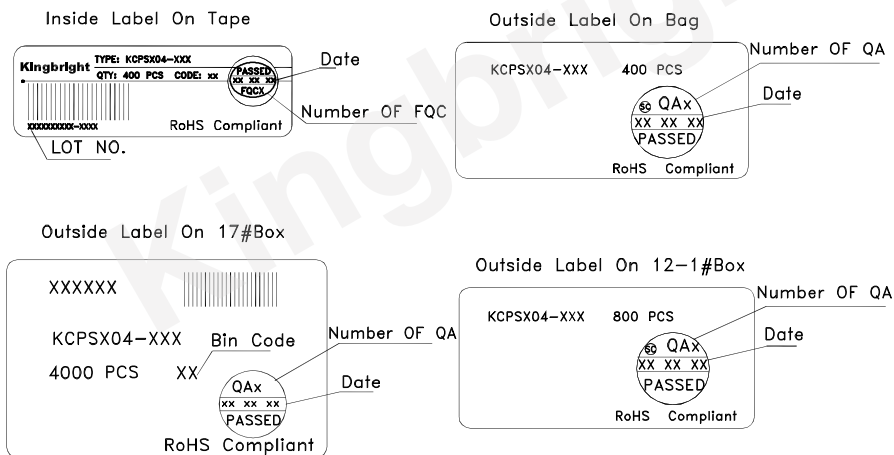 Inside Label On Tape
Kingbright
TYPE: KCPSX04-XXX
QTY: 400 PCS CODE: xx
PASSED
XX XX XX
FQCX
Date
Number OF FQC
XXXXXXXXXX-XXXX
RoHS Compliant
LOT NO.
Outside Label On Bag
KCPSX04-XXX 400 PCS
Number OF QA
SC QAx
Date
XX XX XX
PASSED
RoHS Compliant
Outside Label On 17#Box
XXXXXX
KCPSX04-XXX Bin Code
4000 PCS XX
Number OF QA
QAx
Date
XX XX XX
PASSED
RoHS Compliant
Outside Label On 12-1#Box
KCPSX04-XXX 800 PCS
Number OF QA
SC QAx
Date
XX XX XX
PASSED
RoHS Compliant
Kingbright